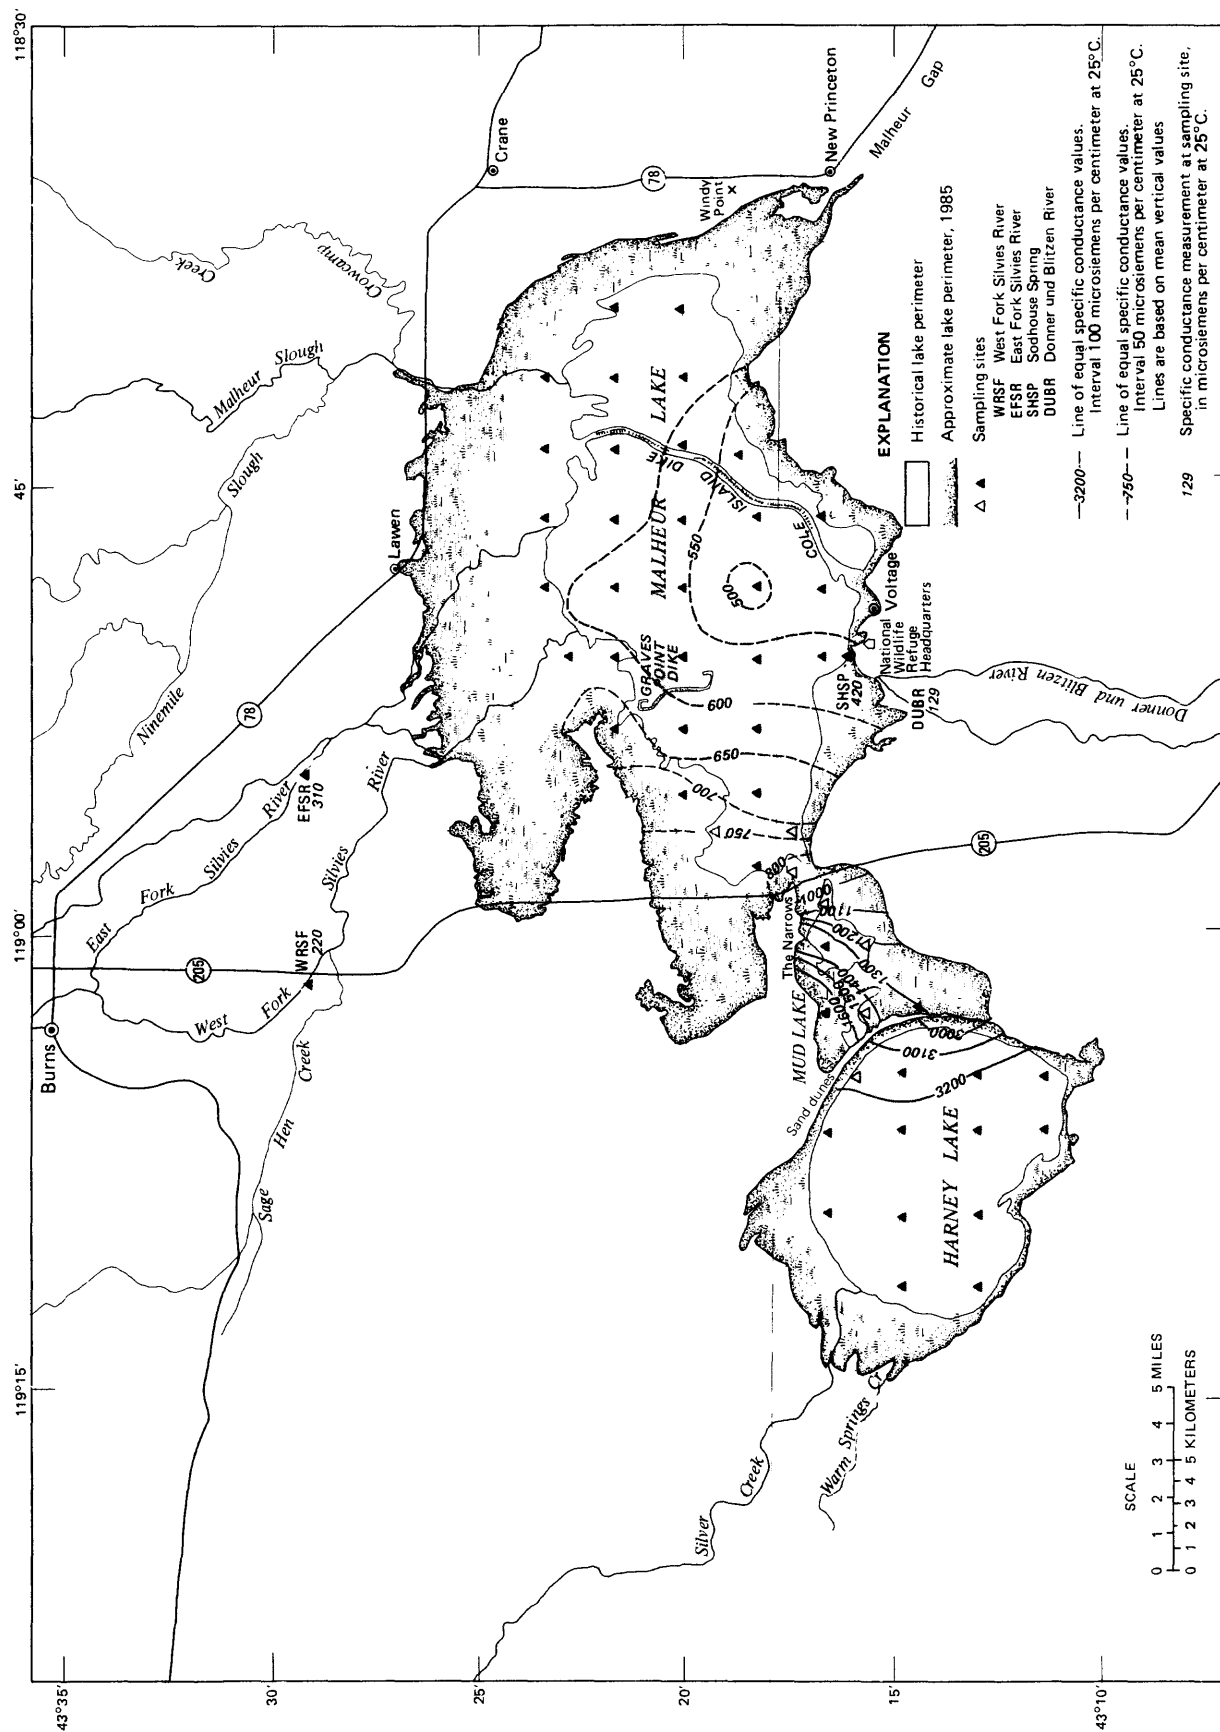 119°15'
119°00'
45'
118°30'
43°35'
30'
25'
20'
15'
43°10'
Burns
205
Sage
Hen
Creek
West
Fork
WRSF
220
East
Fork
Silvies
River
EFSR
310
Silvies
River
78
Ninemile
Slough
Malheur
Slough
Crowcamp
Creek
Lawen
Crane
78
Windy
Point
New Princeton
Malheur
Gap
MALHEUR LAKE
COLE
ISLAND
DIKE
GRAVES
POINT
DIKE
550
500
600
650
700
750
800
The Narrows
1000
1100
1200
1300
1400
1500
1600
MUD LAKE
Sand dunes
3000
3100
3200
HARNEY LAKE
Silver
Creek
Warm Springs Cr
205
SHSP
420
DUBR
129
National
Wildlife
Refuge
Headquarters
Voltage
Donner und Blitzen River
SCALE
0 1 2 3 4 5 MILES
0 1 2 3 4 5 KILOMETERS
EXPLANATION
Historical lake perimeter
Approximate lake perimeter, 1985
Sampling sites
WRSF West Fork Silvies River
EFSR East Fork Silvies River
SHSP Sodhouse Spring
DUBR Donner und Blitzen River
—3200— Line of equal specific conductance values.
Interval 100 microsiemens per centimeter at 25°C.
--750-- Line of equal specific conductance values.
Interval 50 microsiemens per centimeter at 25°C.
Lines are based on mean vertical values
129 Specific conductance measurement at sampling site,
in microsiemens per centimeter at 25°C.